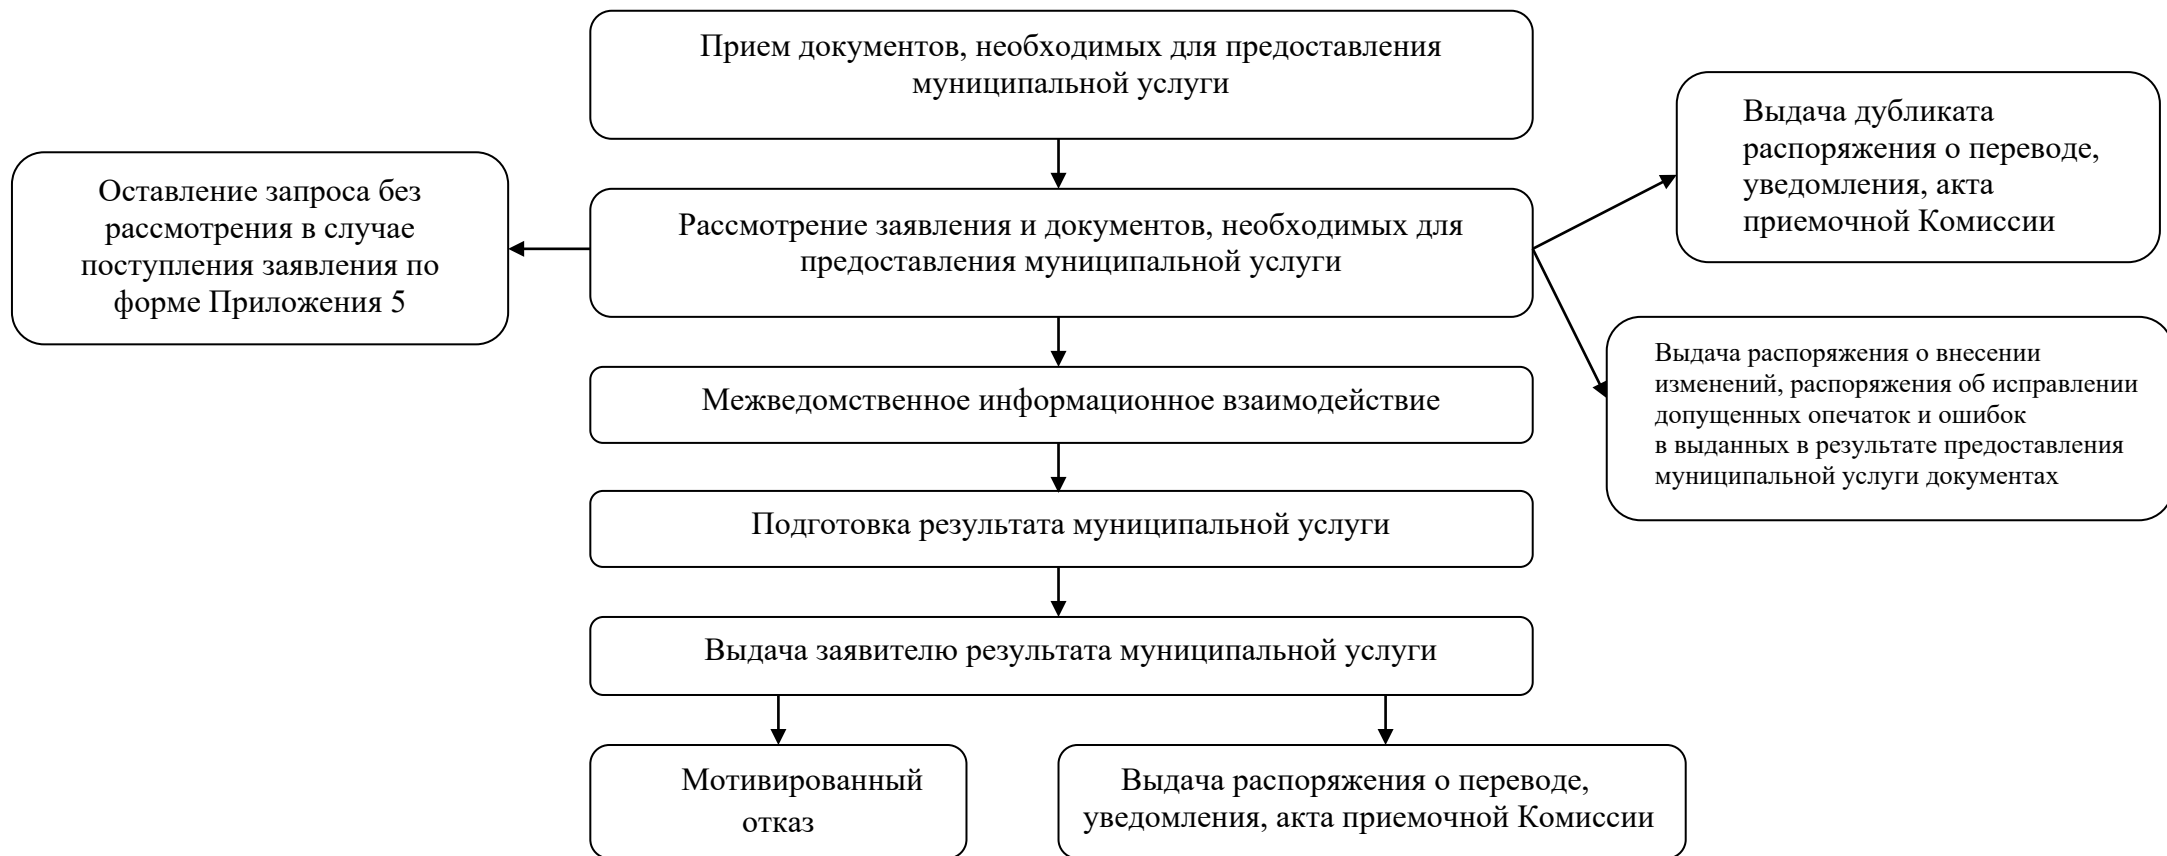 Прием документов, необходимых для предоставления
муниципальной услуги
Выдача дубликата
распоряжения о переводе,
уведомления, акта
приемочной Комиссии
Оставление запроса без
рассмотрения в случае
поступления заявления по
форме Приложения 5
Рассмотрение заявления и документов, необходимых для
предоставления муниципальной услуги
Выдача распоряжения о внесении
изменений, распоряжения об исправлении
допущенных опечаток и ошибок
в выданных в результате предоставления
муниципальной услуги документах
Межведомственное информационное взаимодействие
Подготовка результата муниципальной услуги
Выдача заявителю результата муниципальной услуги
Мотивированный
отказ
Выдача распоряжения о переводе,
уведомления, акта приемочной Комиссии